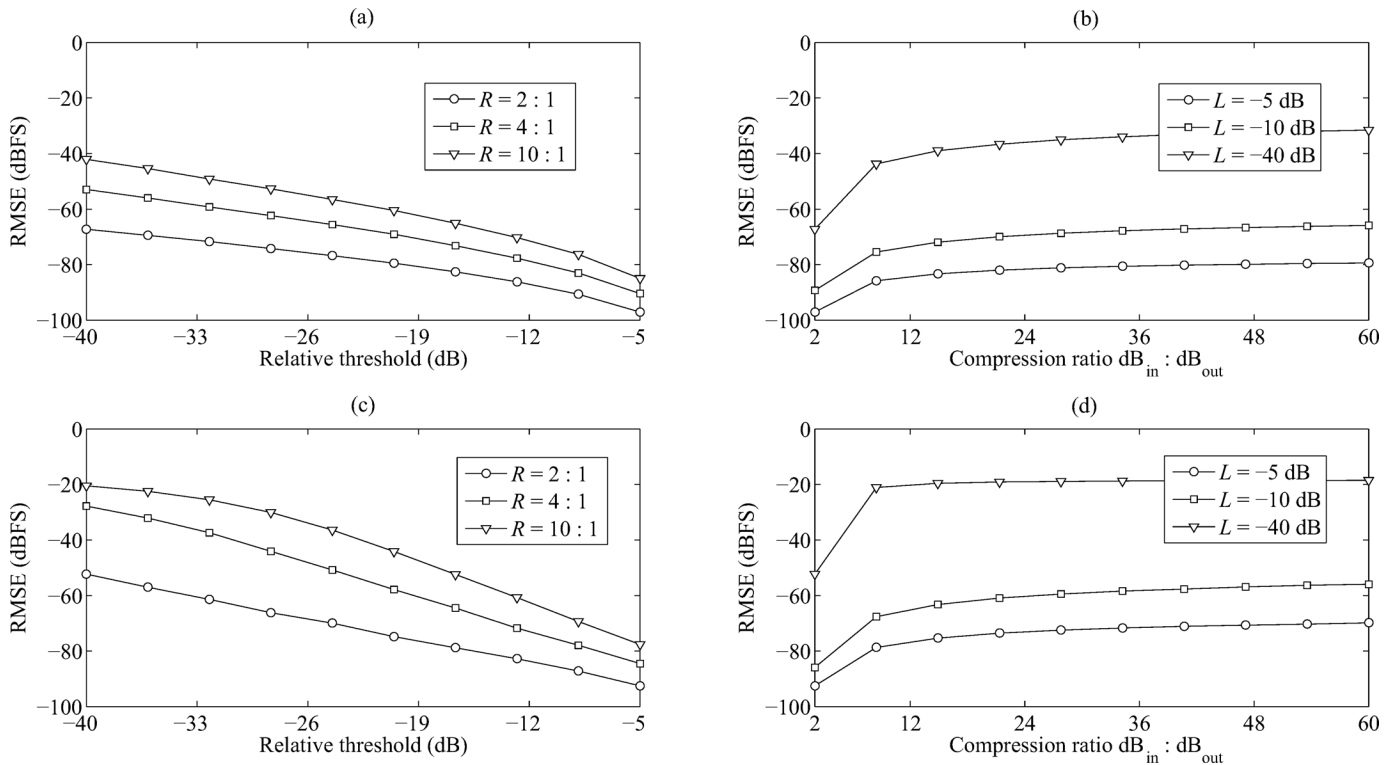 (a)
0
−20
−40
−60
−80
−100
RMSE (dBFS)
R = 2 : 1
R = 4 : 1
R = 10 : 1
−40
−33
−26
−19
−12
−5
Relative threshold (dB)
(b)
0
−20
−40
−60
−80
−100
RMSE (dBFS)
L = −5 dB
L = −10 dB
L = −40 dB
2
12
24
36
48
60
Compression ratio dBin : dBout
(c)
0
−20
−40
−60
−80
−100
RMSE (dBFS)
R = 2 : 1
R = 4 : 1
R = 10 : 1
−40
−33
−26
−19
−12
−5
Relative threshold (dB)
(d)
0
−20
−40
−60
−80
−100
RMSE (dBFS)
L = −5 dB
L = −10 dB
L = −40 dB
2
12
24
36
48
60
Compression ratio dBin : dBout